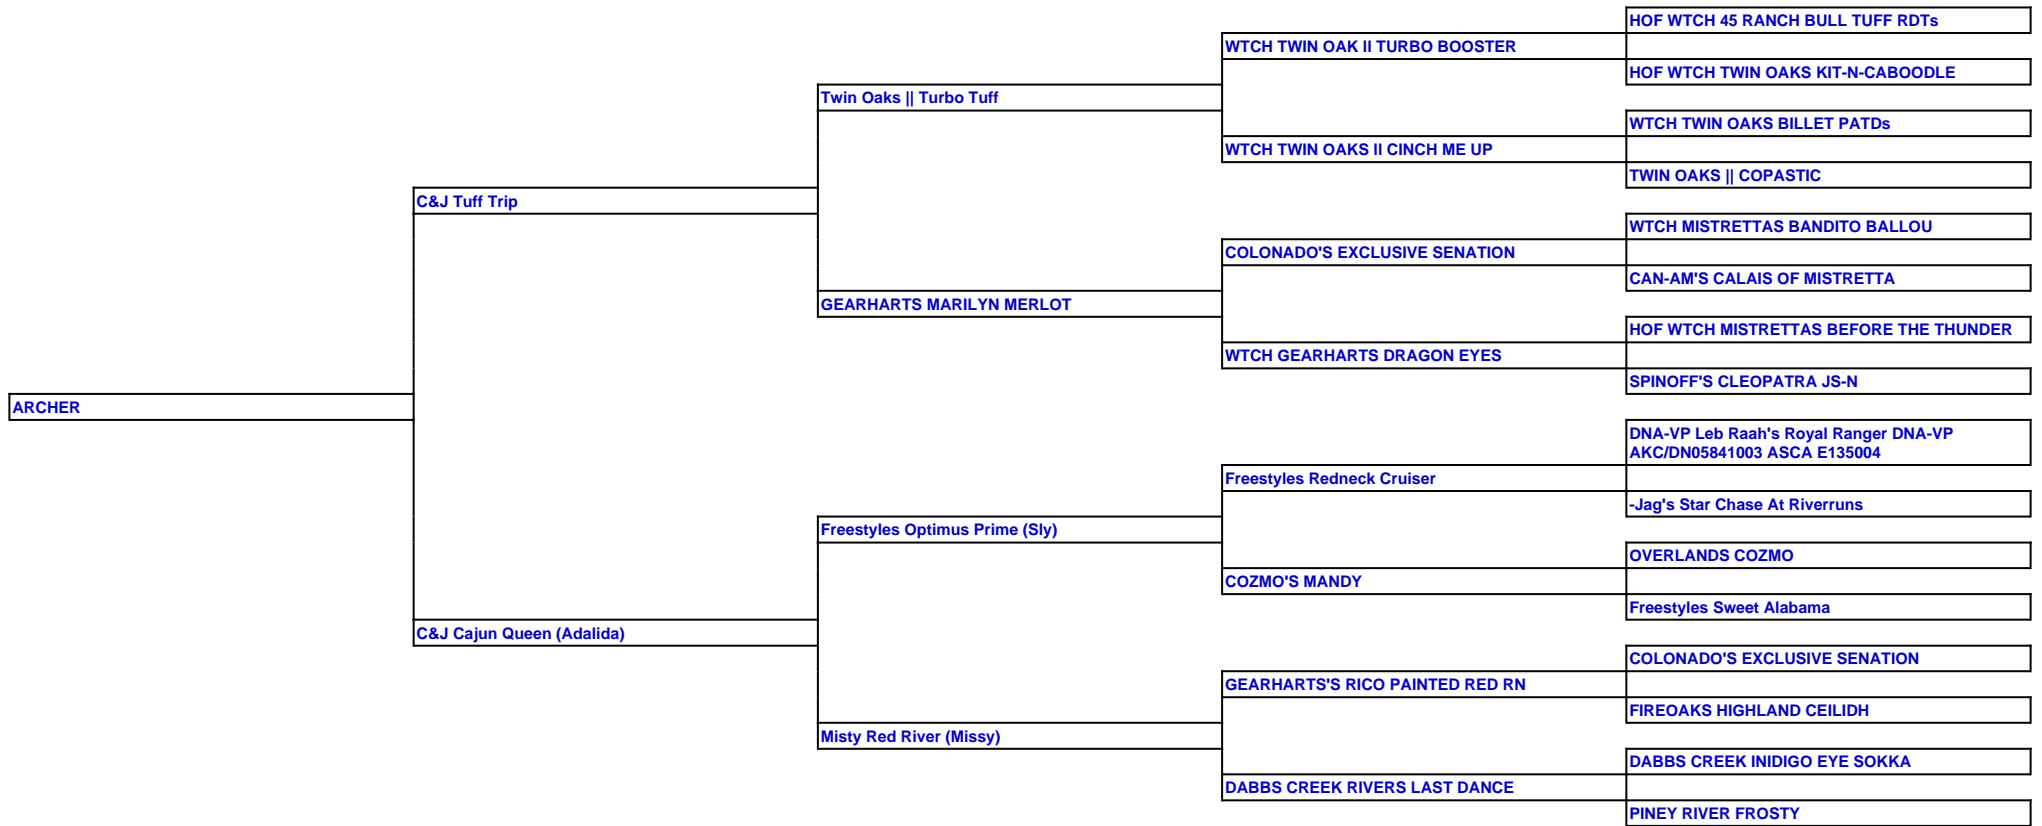 HOF WTCH 45 RANCH BULL TUFF RDTs
WTCH TWIN OAK II TURBO BOOSTER
HOF WTCH TWIN OAKS KIT-N-CABOODLE
Twin Oaks || Turbo Tuff
WTCH TWIN OAKS BILLET PATDs
WTCH TWIN OAKS II CINCH ME UP
TWIN OAKS || COPASTIC
C&J Tuff Trip
WTCH MISTRETTAS BANDITO BALLOU
COLONADO'S EXCLUSIVE SENATION
CAN-AM'S CALAIS OF MISTRETTA
GEARHARTS MARILYN MERLOT
HOF WTCH MISTRETTAS BEFORE THE THUNDER
WTCH GEARHARTS DRAGON EYES
SPINOFF'S CLEOPATRA JS-N
ARCHER
DNA-VP Leb Raah's Royal Ranger DNA-VP
AKC/DN05841003 ASCA E135004
Freestyles Redneck Cruiser
-Jag's Star Chase At Riverruns
Freestyles Optimus Prime (Sly)
OVERLANDS COZMO
COZMO'S MANDY
Freestyles Sweet Alabama
C&J Cajun Queen (Adalida)
COLONADO'S EXCLUSIVE SENATION
GEARHARTS'S RICO PAINTED RED RN
FIREOAKS HIGHLAND CEILIDH
Misty Red River (Missy)
DABBS CREEK INIDIGO EYE SOKKA
DABBS CREEK RIVERS LAST DANCE
PINEY RIVER FROSTY